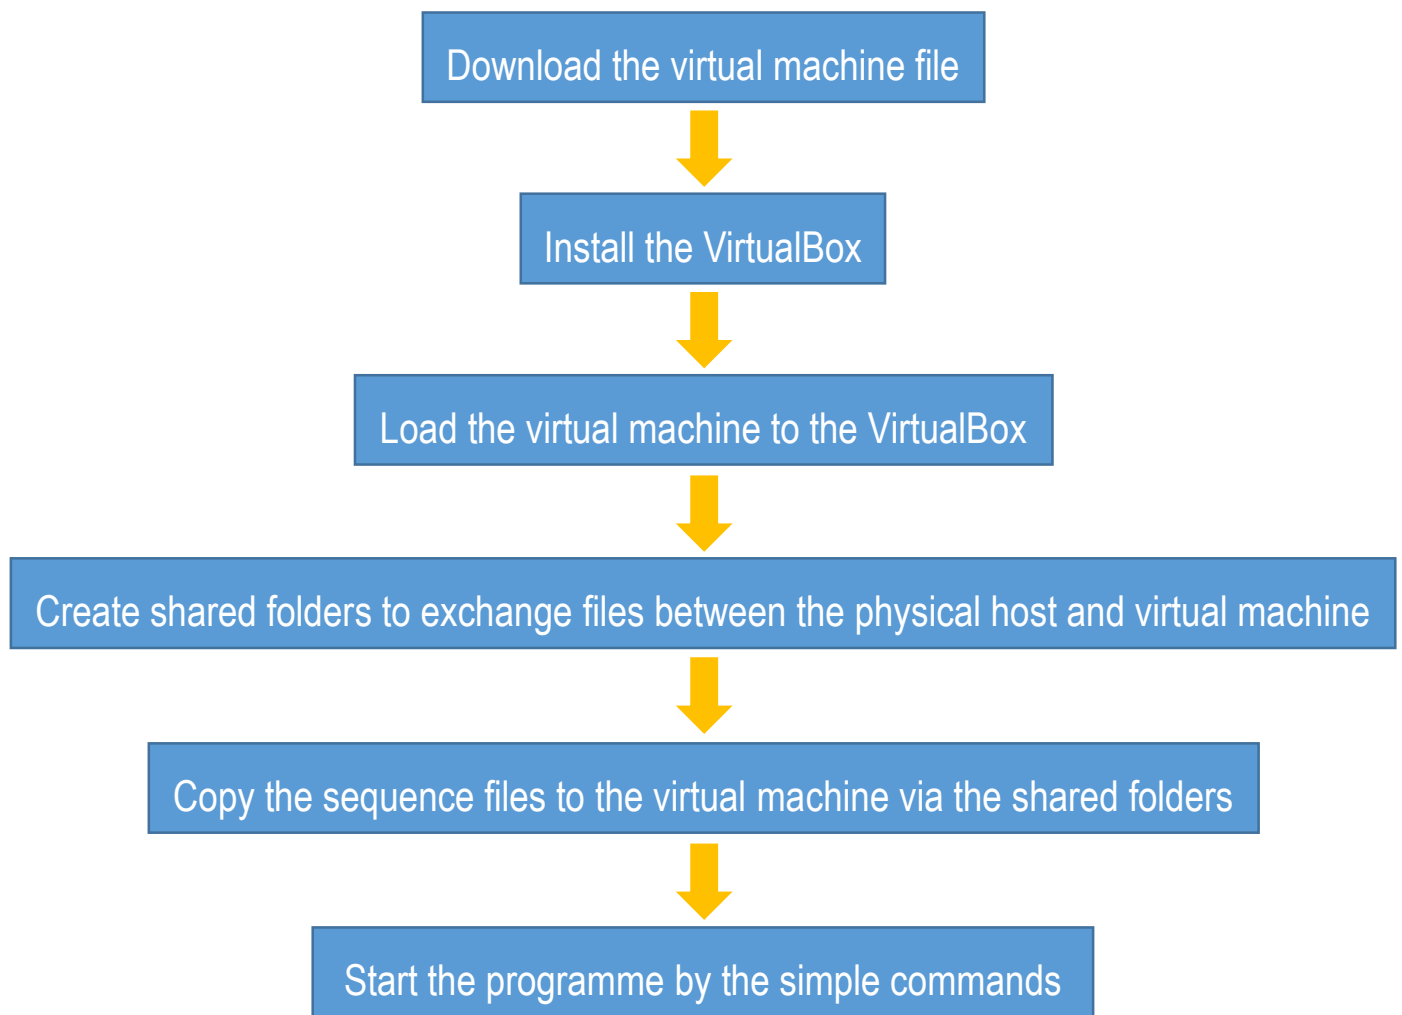 Download the virtual machine file
Install the VirtualBox
Load the virtual machine to the VirtualBox
Create shared folders to exchange files between the physical host and virtual machine
Copy the sequence files to the virtual machine via the shared folders
Start the programme by the simple commands